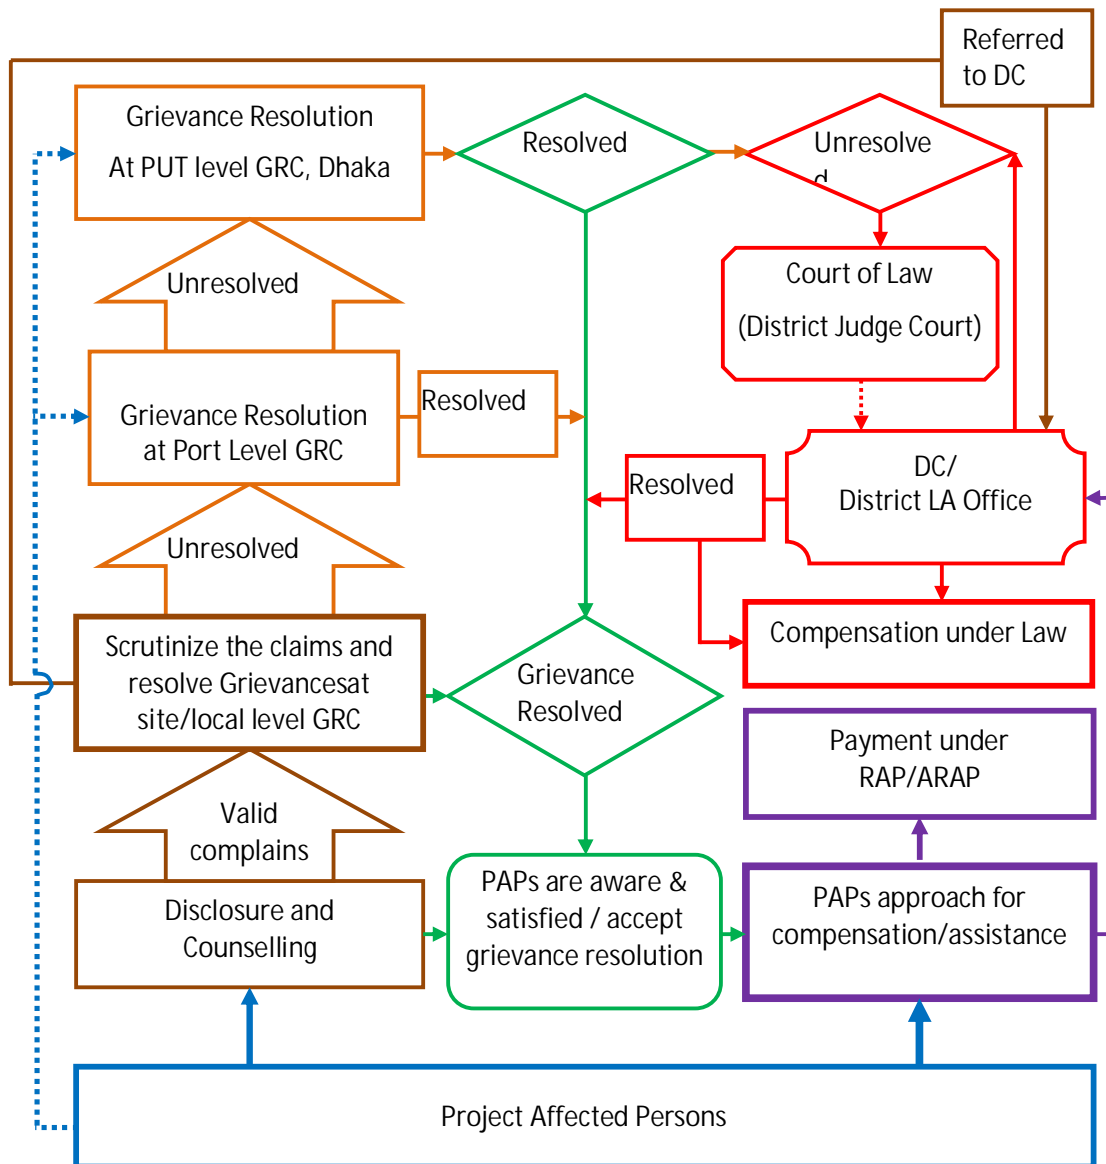 Referred
to DC
Grievance Resolution
At PUT level GRC, Dhaka
Resolved
Unresolve
d
Unresolved
Court of Law
(District Judge Court)
Grievance Resolution
at Port Level GRC
Resolved
Resolved
DC/
District LA Office
Unresolved
Scrutinize the claims and
resolve Grievancesat
site/local level GRC
Grievance
Resolved
Compensation under Law
Payment under
RAP/ARAP
Valid
complains
Disclosure and
Counselling
PAPs are aware &
satisfied / accept
grievance resolution
PAPs approach for
compensation/assistance
Project Affected Persons